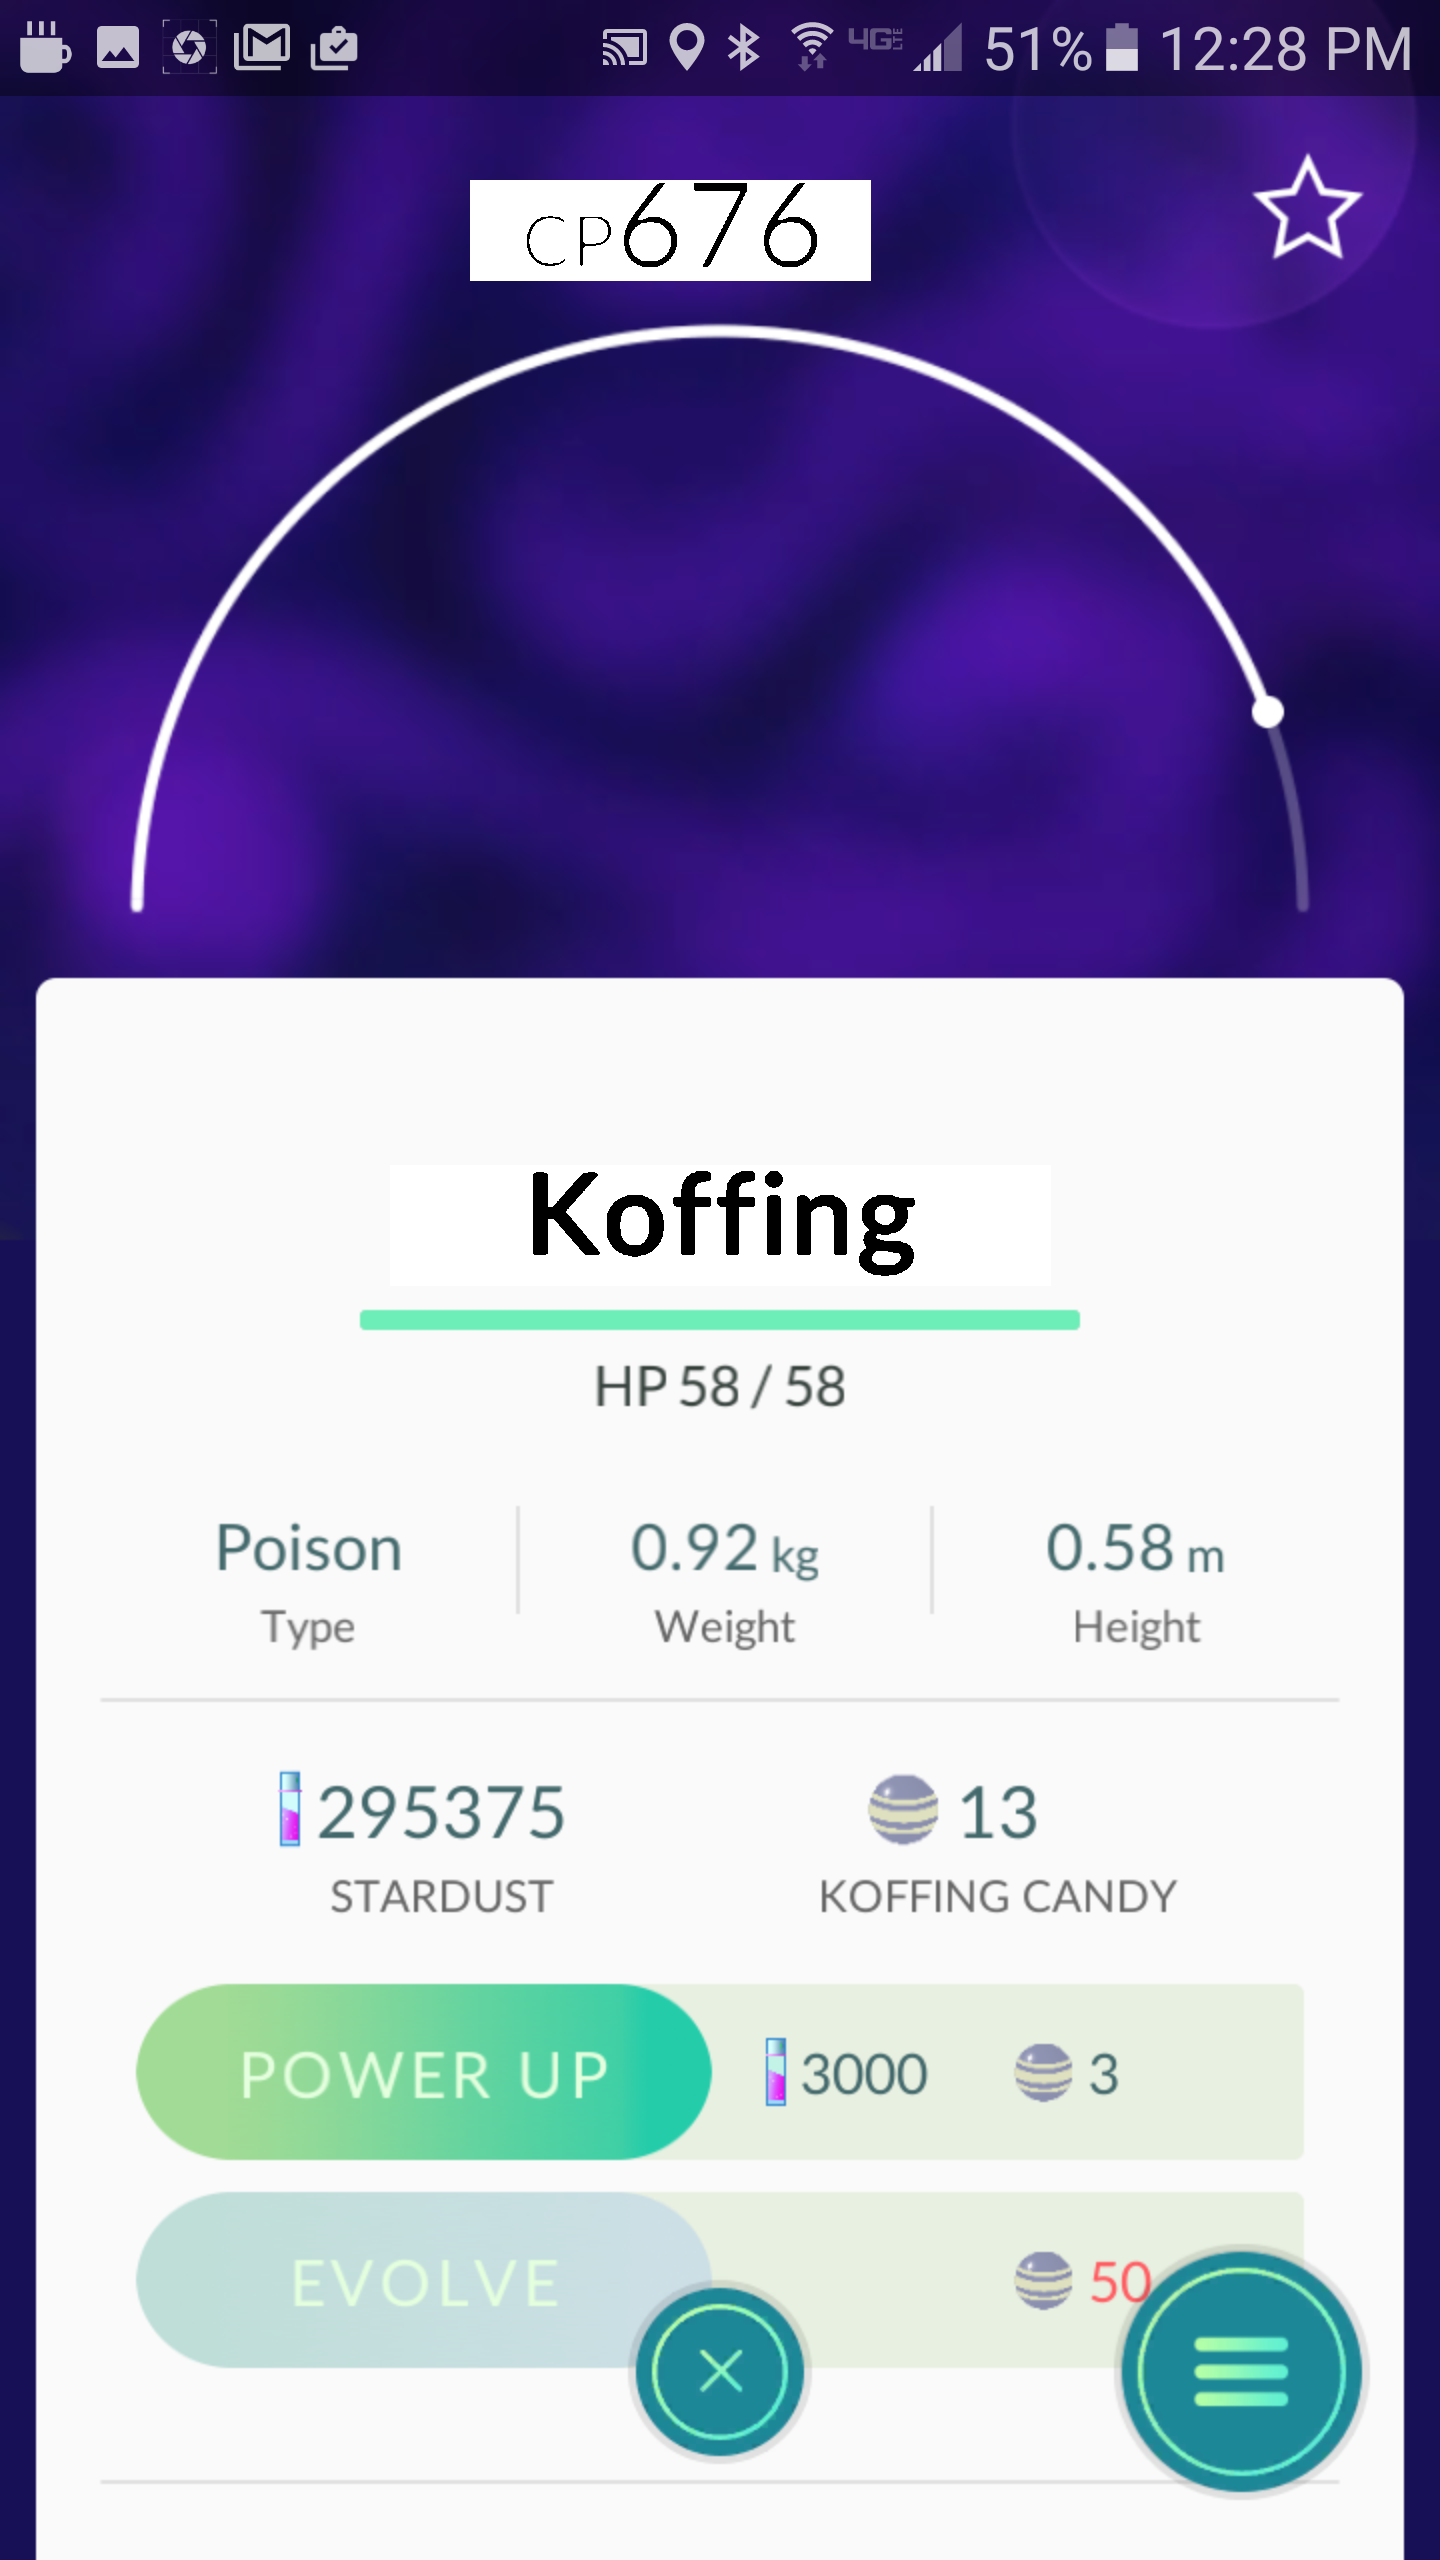 4G LTE 51% 12:28 PM
CP676
Koffing
HP 58 / 58
Poison 0.92 kg 0.58 m
Type Weight Height
295375 13
STARDUST KOFFING CANDY
POWER UP 3000 3
EVOLVE 50